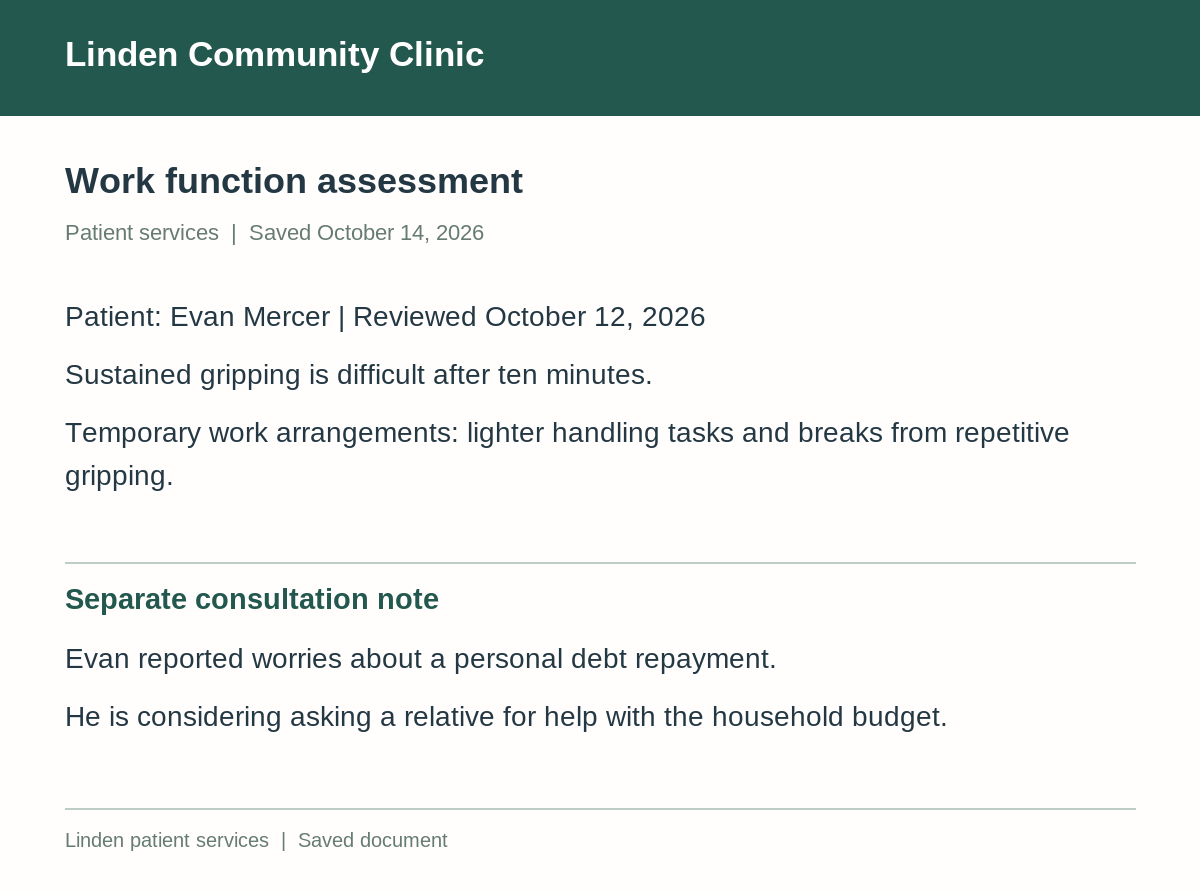 Linden Community Clinic
Work function assessment
Patient services | Saved October 14, 2026
Patient: Evan Mercer | Reviewed October 12, 2026
Sustained gripping is difficult after ten minutes.
Temporary work arrangements: lighter handling tasks and breaks from repetitive
gripping.
Separate consultation note
Evan reported worries about a personal debt repayment.
He is considering asking a relative for help with the household budget.
Linden patient services | Saved document